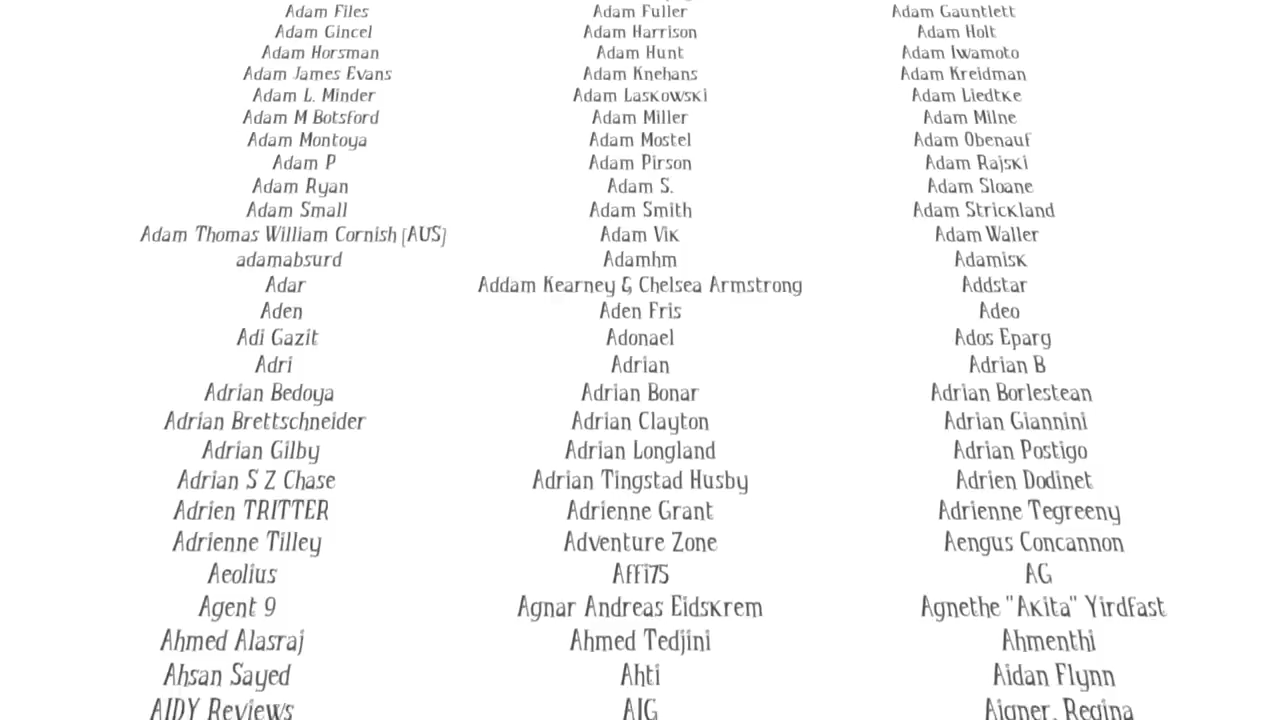 Adam Files Adam Fuller Adam Gauntlett
Adam Gincel Adam Harrison Adam Holt
Adam Horsman Adam Hunt Adam Iwamoto
Adam James Evans Adam Knehans Adam Kreidman
Adam L. Minder Adam Laskowski Adam Liedtke
Adam M Botsford Adam Miller Adam Milne
Adam Montoya Adam Mostel Adam Obenauf
Adam P Adam Pirson Adam Rajski
Adam Ryan Adam S. Adam Sloane
Adam Small Adam Smith Adam Strickland
Adam Thomas William Cornish (AUS) Adam Vik Adam Waller
adamabsurd Adamhm Adamisk
Adar Addam Kearney & Chelsea Armstrong Addstar
Aden Aden Fris Adeo
Adi Gazit Adonael Ados Eparg
Adri Adrian Adrian B
Adrian Bedoya Adrian Bonar Adrian Borlestean
Adrian Brettschneider Adrian Clayton Adrian Giannini
Adrian Gilby Adrian Longland Adrian Postigo
Adrian S Z Chase Adrian Tingstad Husby Adrien Dodinet
Adrien TRITTER Adrienne Grant Adrienne Tegreeny
Adrienne Tilley Adventure Zone Aengus Concannon
Aeolius Affi75 AG
Agent 9 Agnar Andreas Eidskrem Agnethe "Akita" Yirdfast
Ahmed Alasraj Ahmed Tedjini Ahmenthi
Ahsan Sayed Ahti Aidan Flynn
AIDY Reviews AIG Aigner, Regina